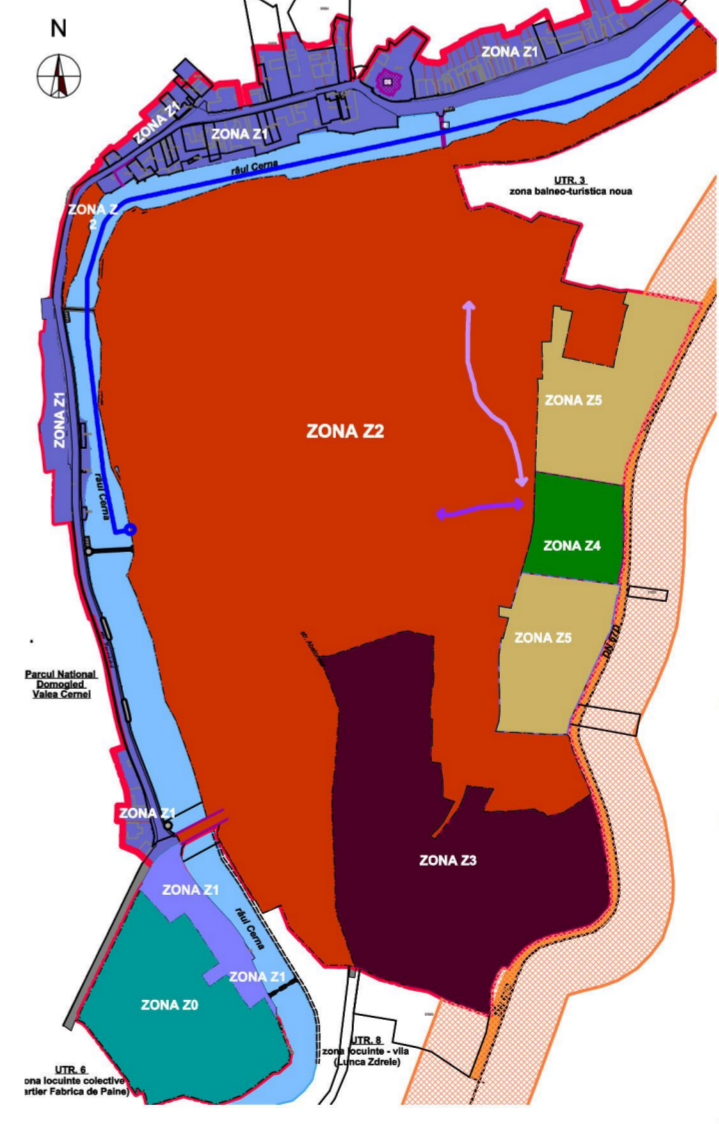 N
ZONA Z1
ZONA Z1
ZONA Z1
râul Cerna
UTR. 3
zona balneo-turistica noua
ZONA Z
2
ZONA Z5
ZONA Z1
ZONA Z2
râul Cerna
ZONA Z4
ZONA Z5
DN 67D
Parcul National
Domogled
Valea Cernei
ZONA Z1
ZONA Z3
ZONA Z1
râul Cerna
ZONA Z1
ZONA Z0
UTR. 8
zona locuinte - vila
(Lunca Zdrele)
UTR. 6
ona locuinte colective
artier Fabrica de Paine)